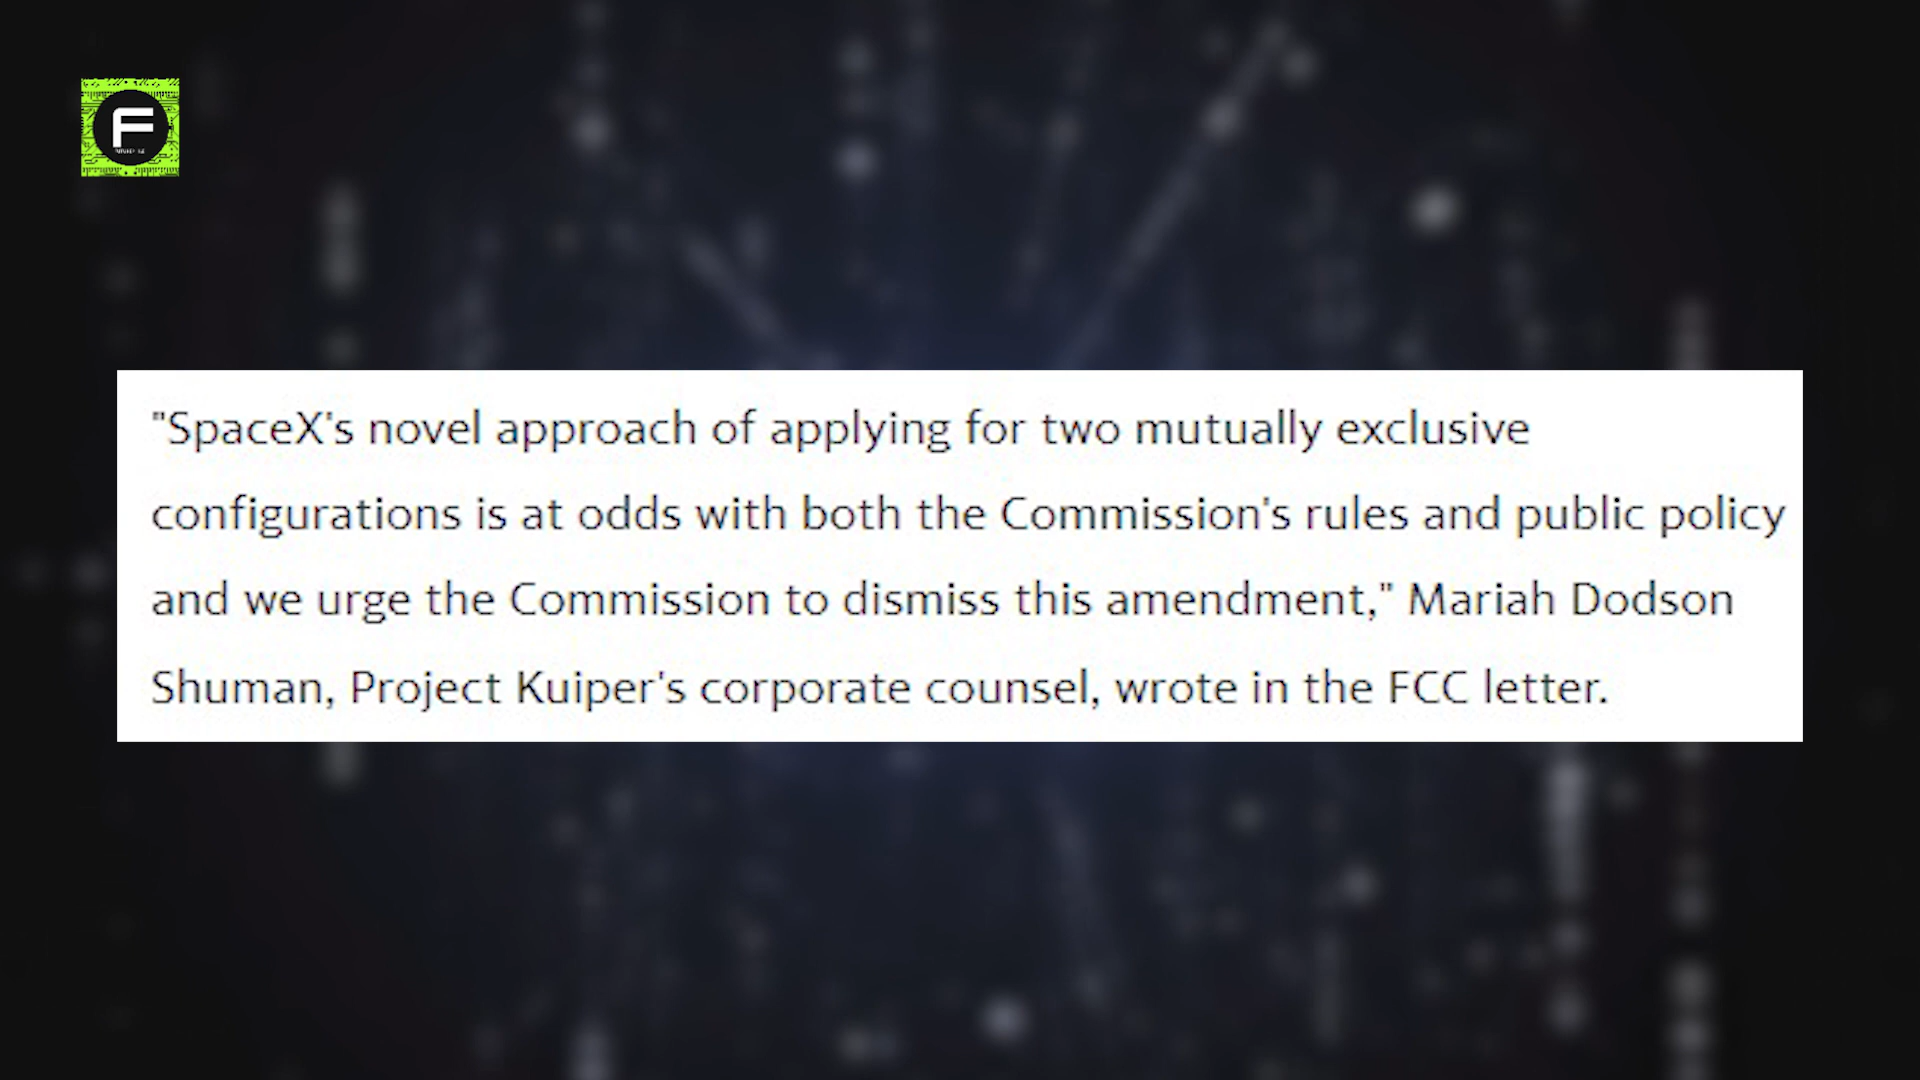 F
"SpaceX's novel approach of applying for two mutually exclusive
configurations is at odds with both the Commission's rules and public policy
and we urge the Commission to dismiss this amendment," Mariah Dodson
Shuman, Project Kuiper's corporate counsel, wrote in the FCC letter.